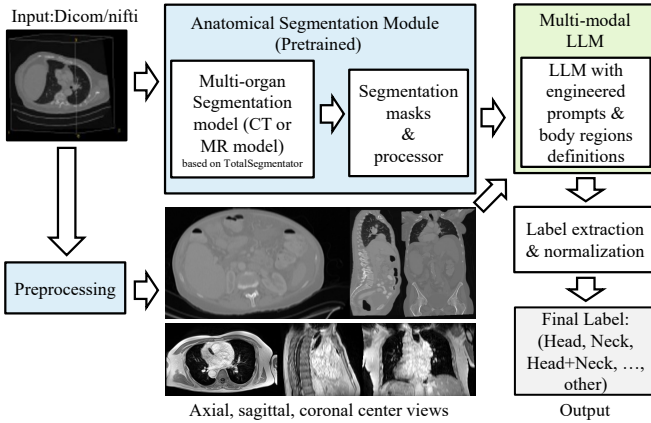 Input:Dicom/nifti
Anatomical Segmentation Module
(Pretrained)
Multi-organ
Segmentation
model (CT or
MR model)
based on TotalSegmentator
Segmentation
masks
&
processor
Multi-modal
LLM
LLM with
engineered
prompts &
body regions
definitions
Preprocessing
Label extraction
& normalization
Final Label:
(Head, Neck,
Head+Neck, …,
other)
Axial, sagittal, coronal center views
Output